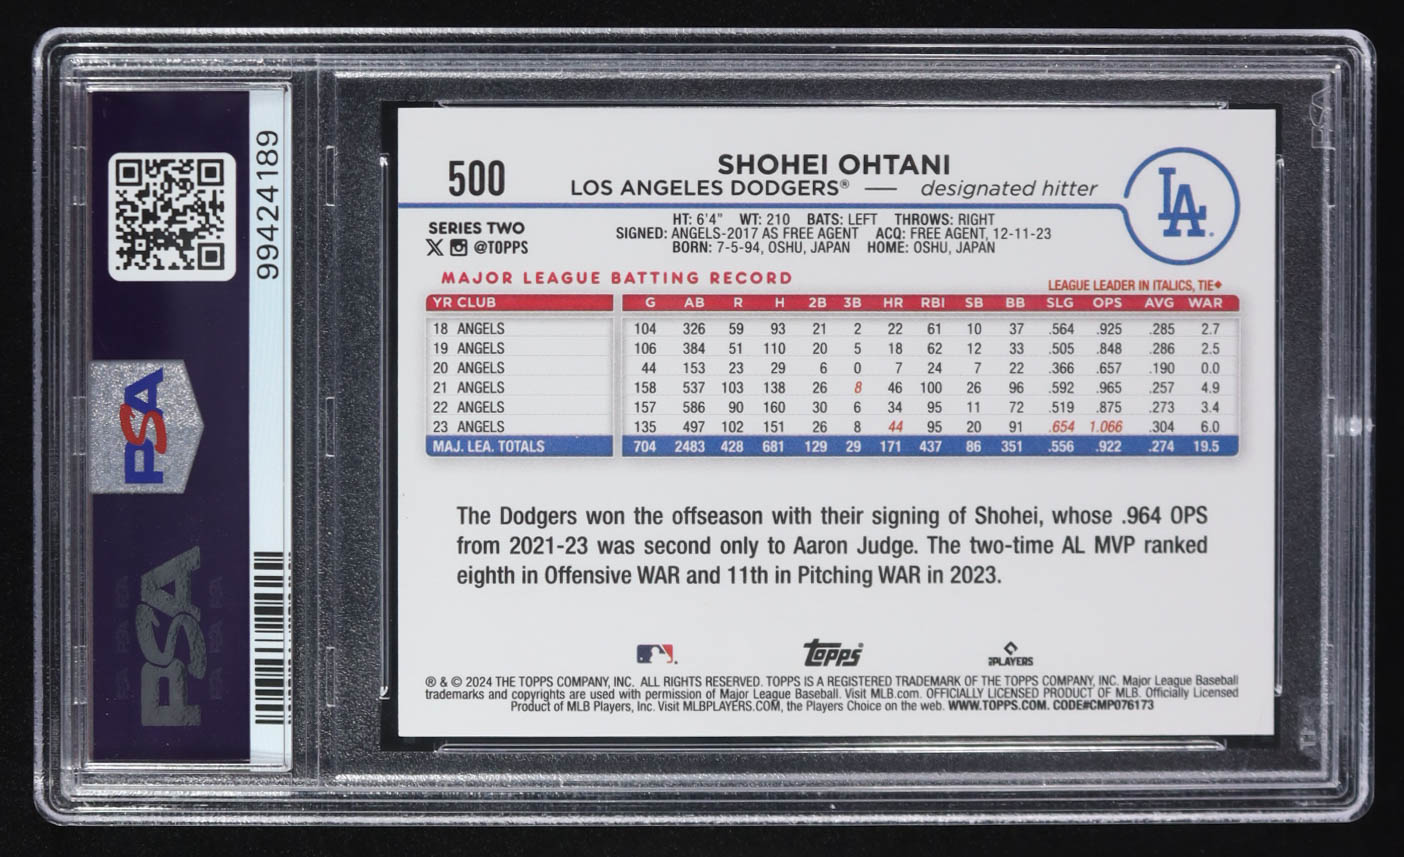 99424189
PSA
PSA
500
SHOHEI OHTANI
LOS ANGELES DODGERS® — designated hitter
LA
SERIES TWO
@TOPPS
HT: 6'4" WT: 210 BATS: LEFT THROWS: RIGHT
SIGNED: ANGELS-2017 AS FREE AGENT ACQ: FREE AGENT, 12-11-23
BORN: 7-5-94, OSHU, JAPAN HOME: OSHU, JAPAN
MAJOR LEAGUE BATTING RECORD
LEAGUE LEADER IN ITALICS, TIE◆
YR CLUB G AB R H 2B 3B HR RBI SB BB SLG OPS AVG WAR
18 ANGELS 104 326 59 93 21 2 22 61 10 37 .564 .925 .285 2.7
19 ANGELS 106 384 51 110 20 5 18 62 12 33 .505 .848 .286 2.5
20 ANGELS 44 153 23 29 6 0 7 24 7 22 .366 .657 .190 0.0
21 ANGELS 158 537 103 138 26 8 46 100 26 96 .592 .965 .257 4.9
22 ANGELS 157 586 90 160 30 6 34 95 11 72 .519 .875 .273 3.4
23 ANGELS 135 497 102 151 26 8 44 95 20 91 .654 1.066 .304 6.0
MAJ. LEA. TOTALS 704 2483 428 681 129 29 171 437 86 351 .556 .922 .274 19.5
The Dodgers won the offseason with their signing of Shohei, whose .964 OPS
from 2021-23 was second only to Aaron Judge. The two-time AL MVP ranked
eighth in Offensive WAR and 11th in Pitching WAR in 2023.
Topps
PLAYERS
® & © 2024 THE TOPPS COMPANY, INC. ALL RIGHTS RESERVED. TOPPS IS A REGISTERED TRADEMARK OF THE TOPPS COMPANY, INC. Major League Baseball
trademarks and copyrights are used with permission of Major League Baseball. Visit MLB.com. OFFICIALLY LICENSED PRODUCT OF MLB. Officially Licensed
Product of MLB Players, Inc. Visit MLBPLAYERS.COM, the Players Choice on the web. WWW.TOPPS.COM. CODE#CMP076173